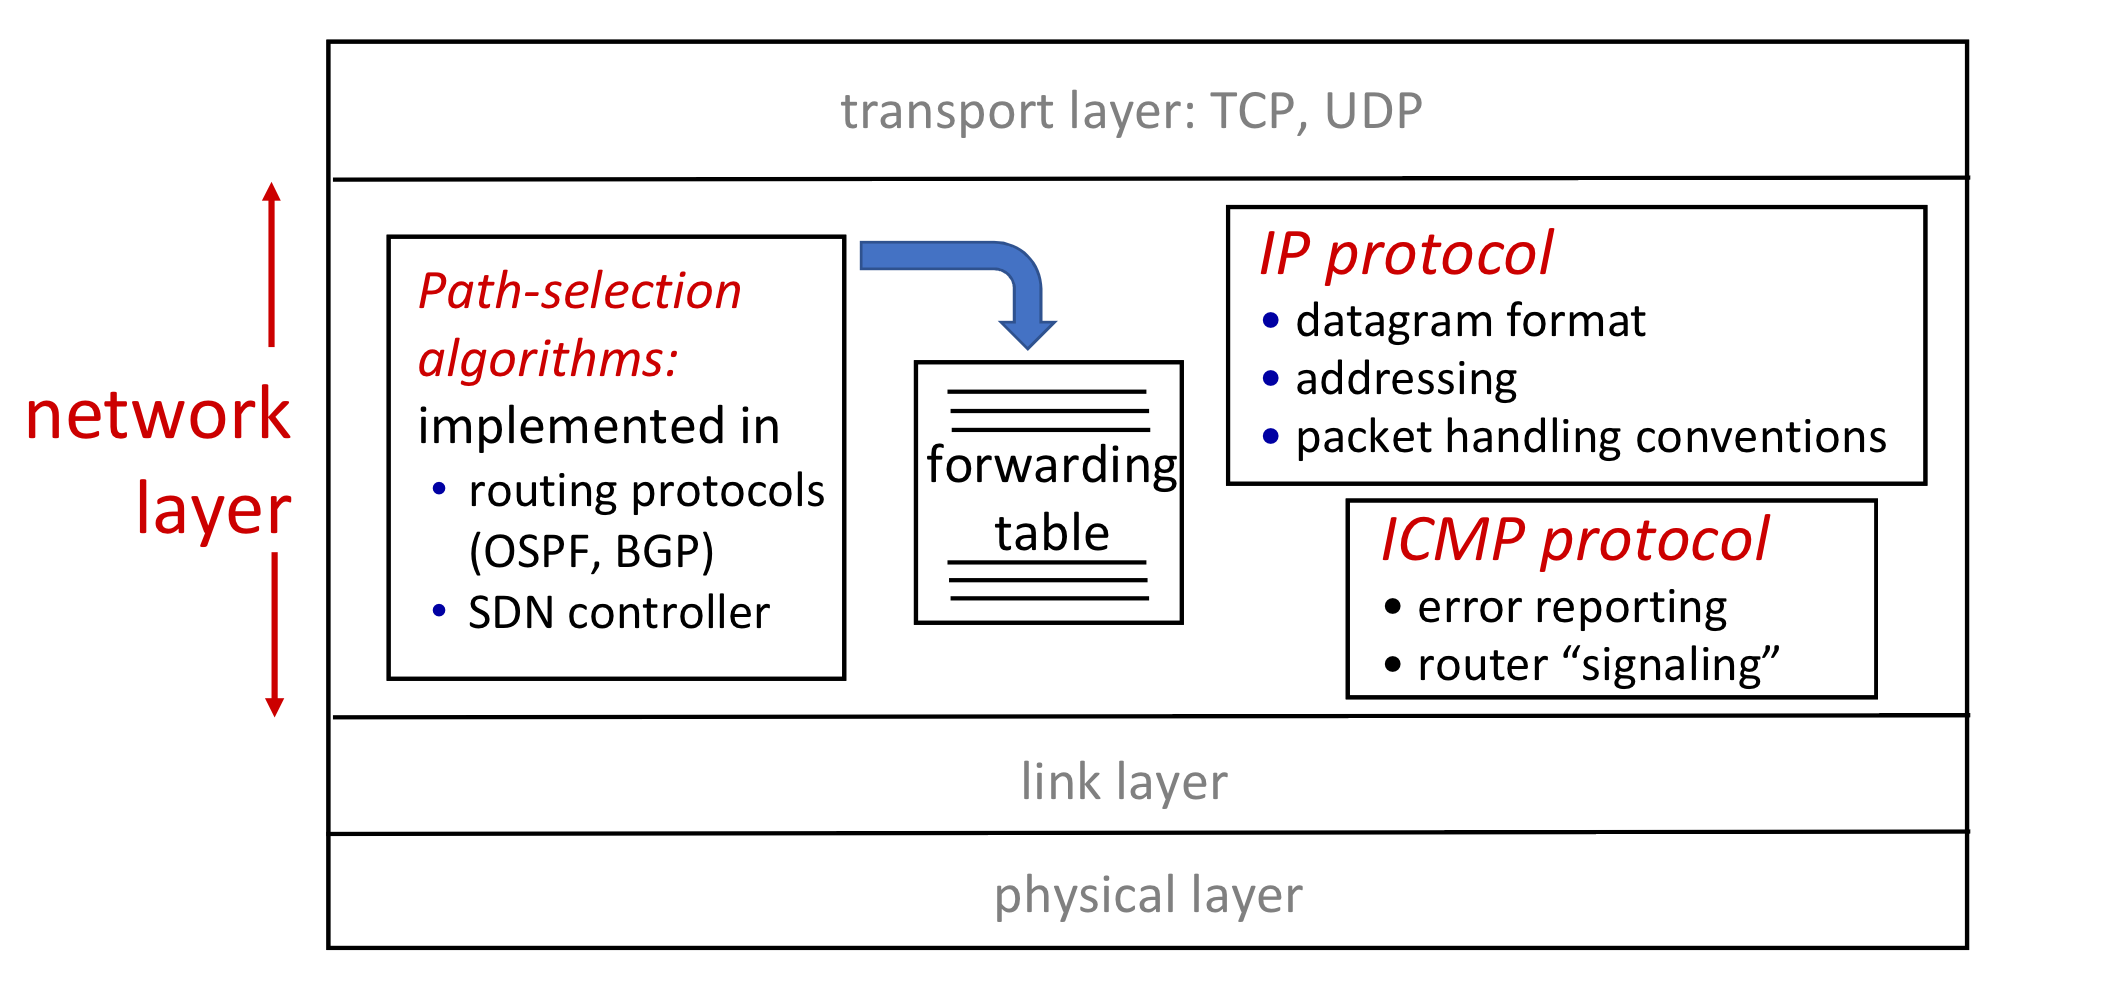 transport layer: TCP, UDP
network
layer
Path-selection
algorithms:
implemented in
• routing protocols
(OSPF, BGP)
• SDN controller
forwarding
table
IP protocol
• datagram format
• addressing
• packet handling conventions
ICMP protocol
• error reporting
• router “signaling”
link layer
physical layer